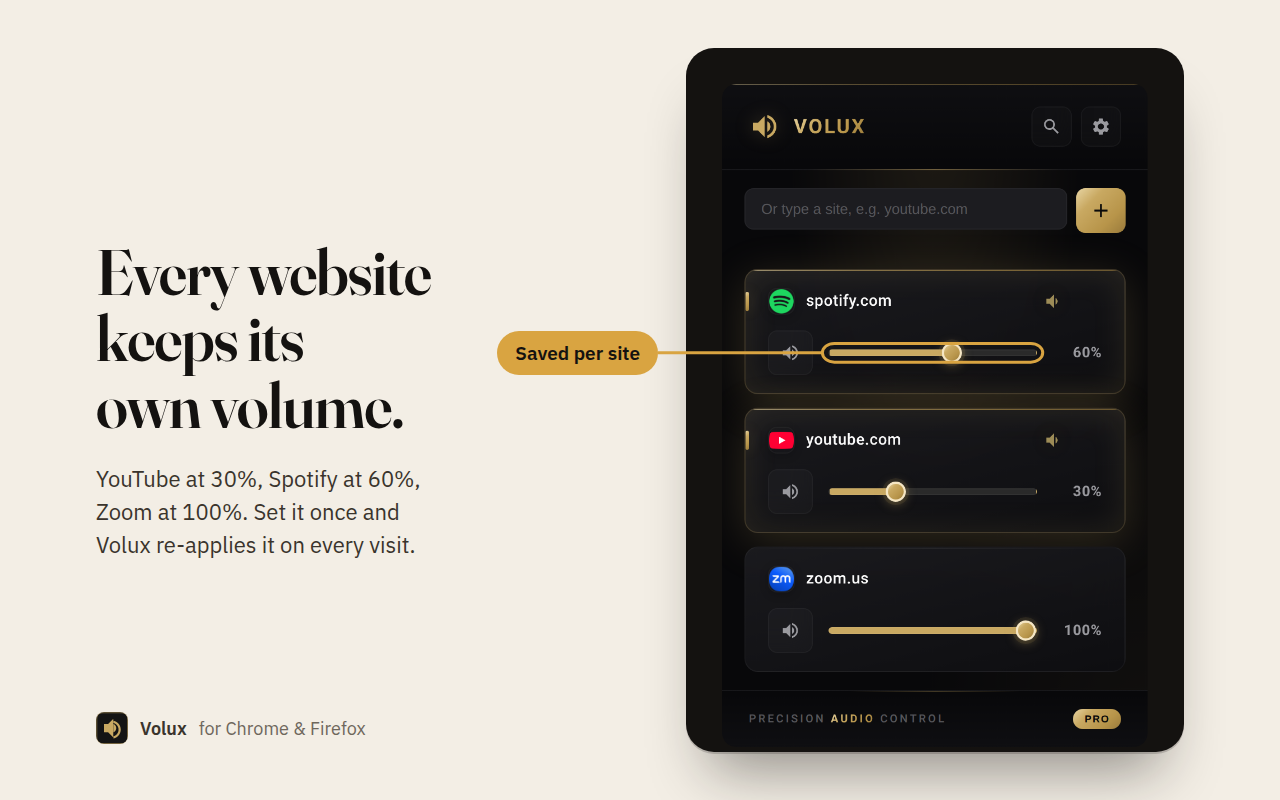 Every website
keeps its
own volume.
YouTube at 30%, Spotify at 60%,
Zoom at 100%. Set it once and
Volux re-applies it on every visit.
Volux for Chrome & Firefox
Saved per site
VOLUX
Or type a site, e.g. youtube.com
+
spotify.com
60%
youtube.com
30%
zm
zoom.us
100%
PRECISION AUDIO CONTROL
PRO